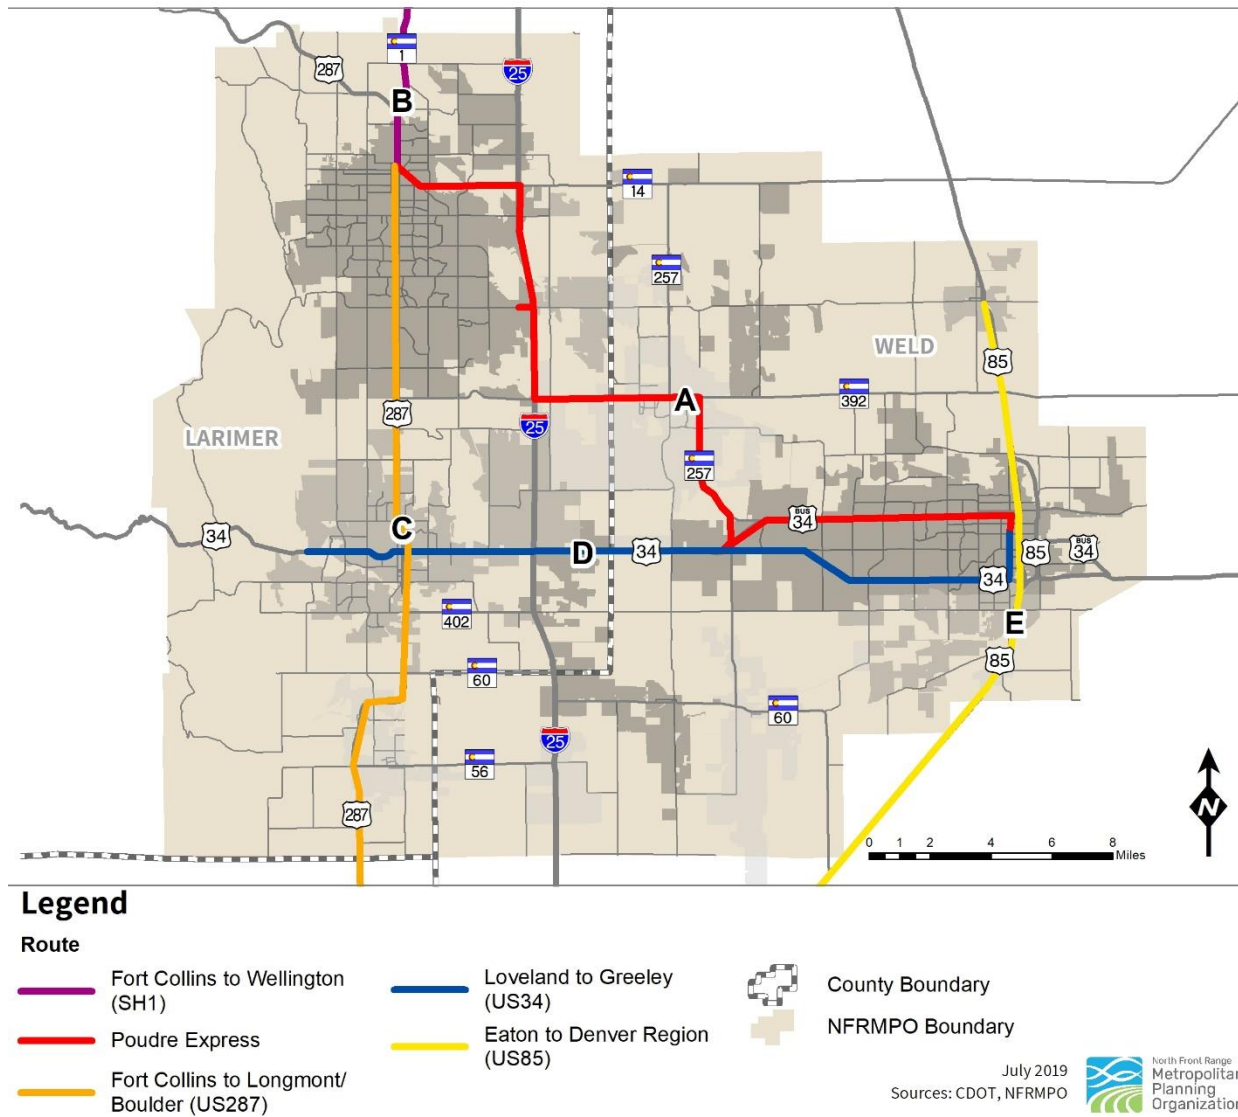 1
287
25
B
14
257
WELD
85
392
287
A
25
LARIMER
257
C
34
BUS
34
D
34
85
BUS
34
34
402
E
60
85
60
25
56
287
N
0 1 2 4 6 8
Miles
Legend
Route
Fort Collins to Wellington
(SH1)
Poudre Express
Fort Collins to Longmont/
Boulder (US287)
Loveland to Greeley
(US34)
Eaton to Denver Region
(US85)
County Boundary
NFRMPO Boundary
July 2019
Sources: CDOT, NFRMPO
North Front Range
Metropolitan
Planning
Organization